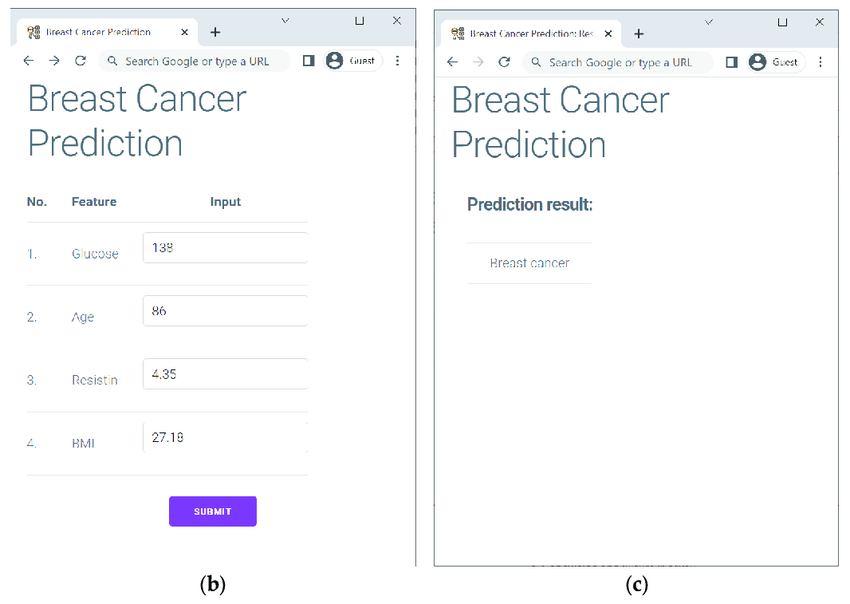 Breast Cancer Prediction
Search Google or type a URL
Guest
Breast Cancer
Prediction
No. Feature Input
1. Glucose 138
2. Age 86
3. Resistin 4.35
4. BMI 27.18
SUBMIT
(b)
Breast Cancer Prediction: Res
Search Google or type a URL
Guest
Breast Cancer
Prediction
Prediction result:
Breast cancer
(c)